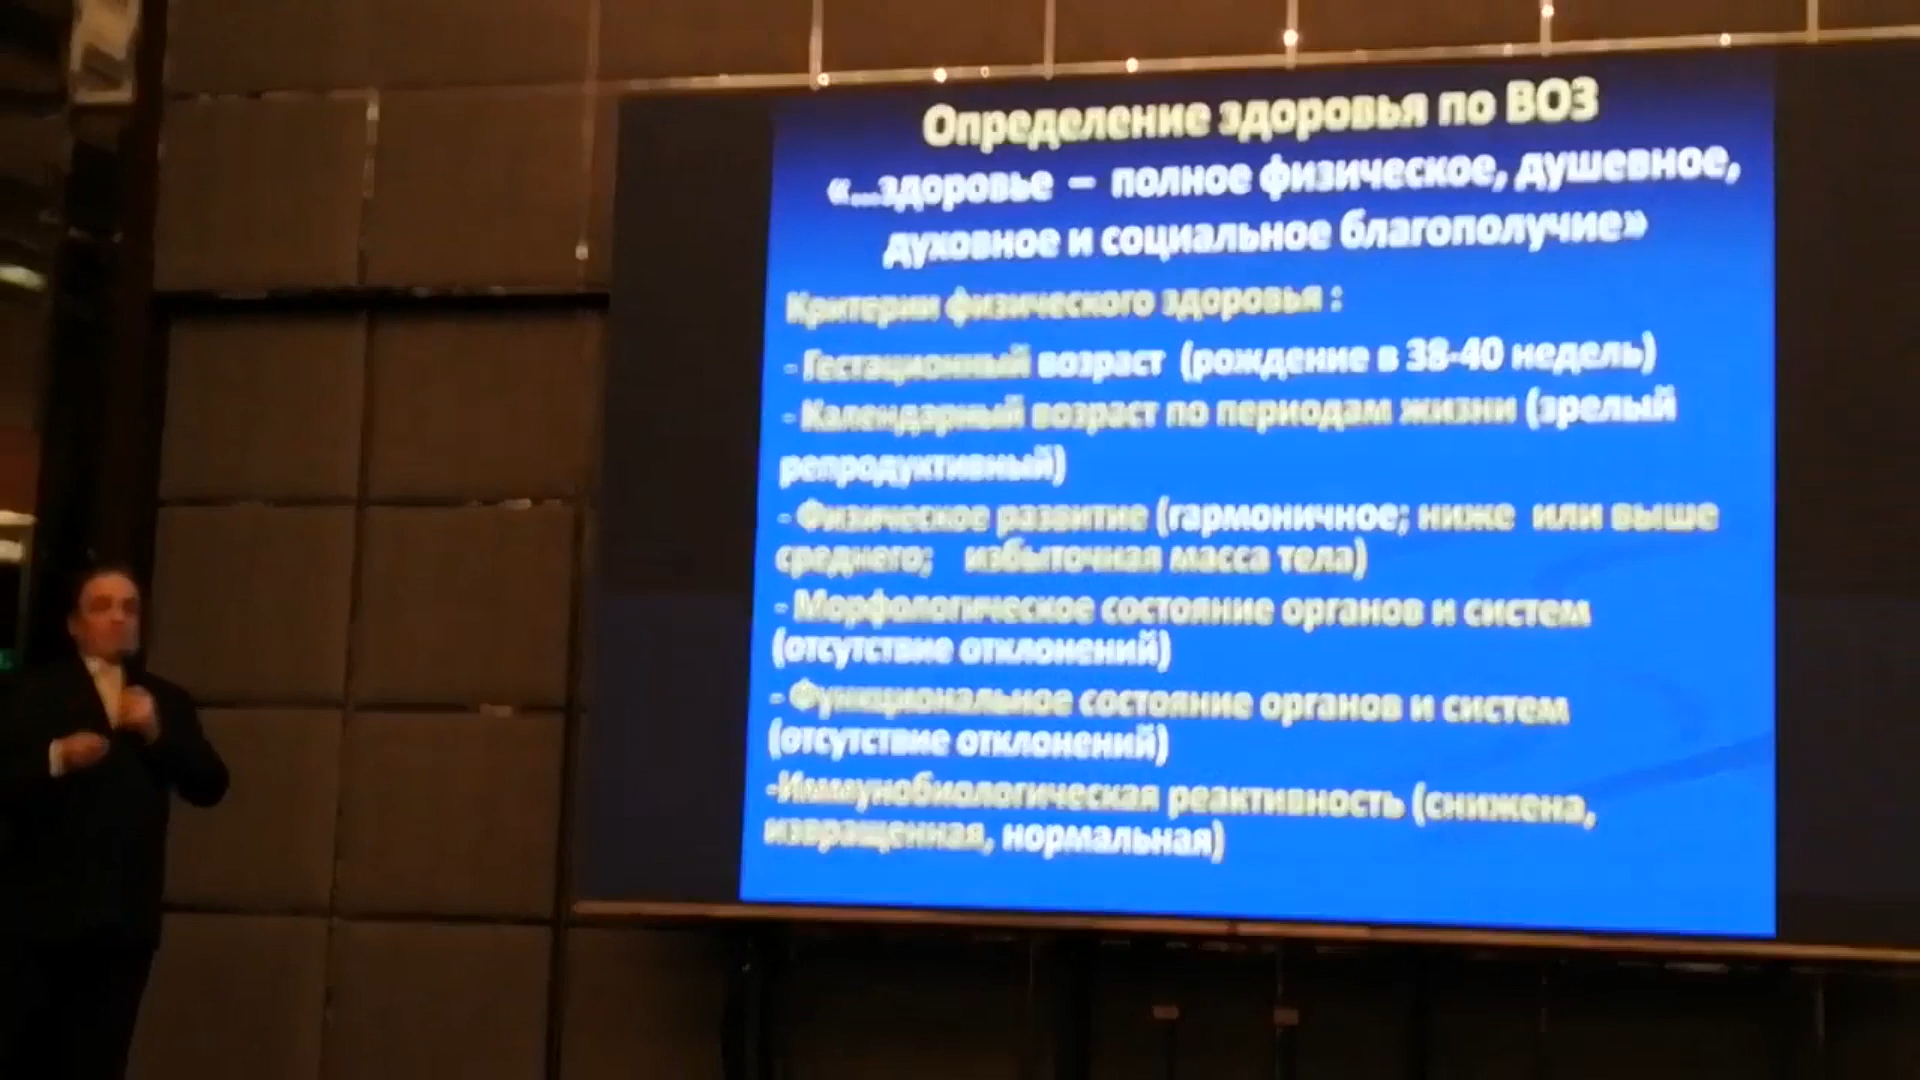 Определение здоровья по ВОЗ
«...здоровье – полное физическое, душевное,
духовное и социальное благополучие»
Критерии физического здоровья :
- Гестационный возраст (рождение в 38-40 недель)
- Календарный возраст по периодам жизни (зрелый
репродуктивный)
- Физическое развитие (гармоничное; ниже или выше
среднего; избыточная масса тела)
- Морфологическое состояние органов и систем
(отсутствие отклонений)
- Функциональное состояние органов и систем
(отсутствие отклонений)
-Иммунобиологическая реактивность (снижена,
извращенная, нормальная)